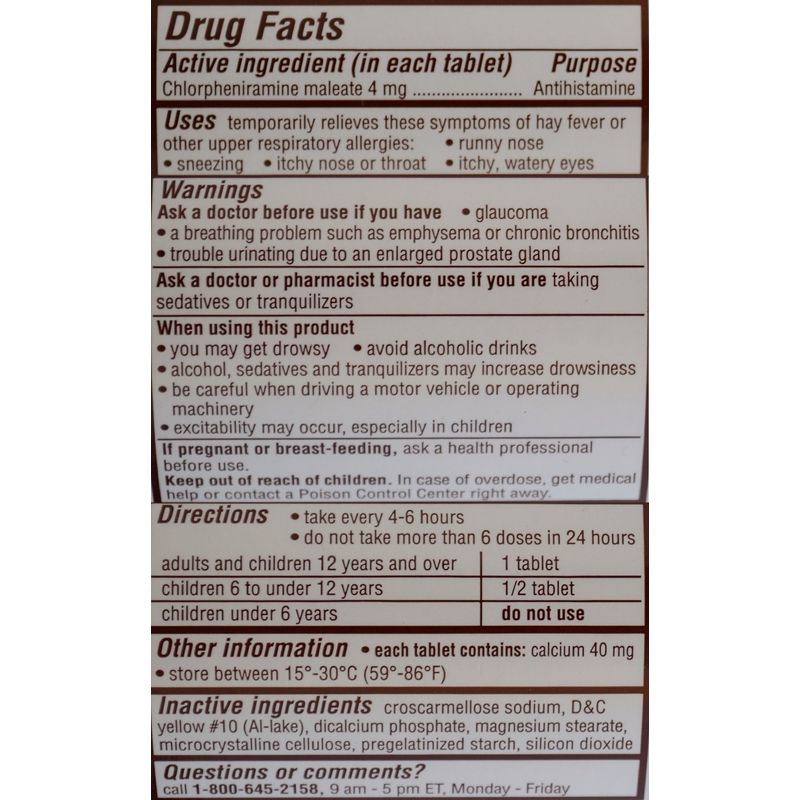 Drug Facts
Active ingredient (in each tablet) Purpose
Chlorpheniramine maleate 4 mg ....................... Antihistamine
Uses temporarily relieves these symptoms of hay fever or
other upper respiratory allergies: • runny nose
• sneezing • itchy nose or throat • itchy, watery eyes
Warnings
Ask a doctor before use if you have • glaucoma
• a breathing problem such as emphysema or chronic bronchitis
• trouble urinating due to an enlarged prostate gland
Ask a doctor or pharmacist before use if you are taking
sedatives or tranquilizers
When using this product
• you may get drowsy • avoid alcoholic drinks
• alcohol, sedatives and tranquilizers may increase drowsiness
• be careful when driving a motor vehicle or operating
machinery
• excitability may occur, especially in children
If pregnant or breast-feeding, ask a health professional
before use.
Keep out of reach of children. In case of overdose, get medical
help or contact a Poison Control Center right away.
Directions • take every 4-6 hours
• do not take more than 6 doses in 24 hours
adults and children 12 years and over 1 tablet
children 6 to under 12 years 1/2 tablet
children under 6 years do not use
Other information • each tablet contains: calcium 40 mg
• store between 15°-30°C (59°-86°F)
Inactive ingredients croscarmellose sodium, D&C
yellow #10 (Al-lake), dicalcium phosphate, magnesium stearate,
microcrystalline cellulose, pregelatinized starch, silicon dioxide
Questions or comments?
call 1-800-645-2158, 9 am - 5 pm ET, Monday - Friday